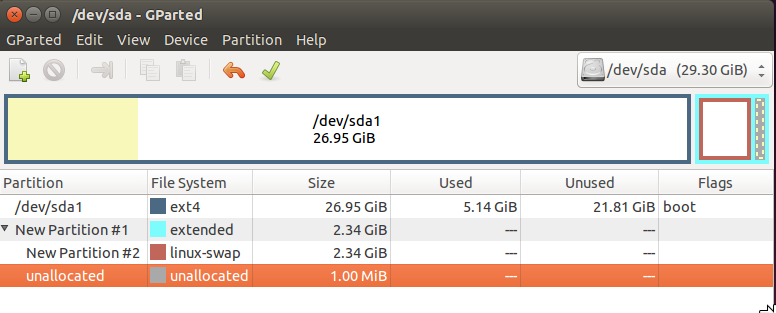 /dev/sda - GParted
GParted Edit View Device Partition Help
/dev/sda (29.30 GiB)
/dev/sda1
26.95 GiB
Partition File System Size Used Unused Flags
/dev/sda1 ext4 26.95 GiB 5.14 GiB 21.81 GiB boot
New Partition #1 extended 2.34 GiB --- ---
New Partition #2 linux-swap 2.34 GiB --- ---
unallocated unallocated 1.00 MiB --- ---